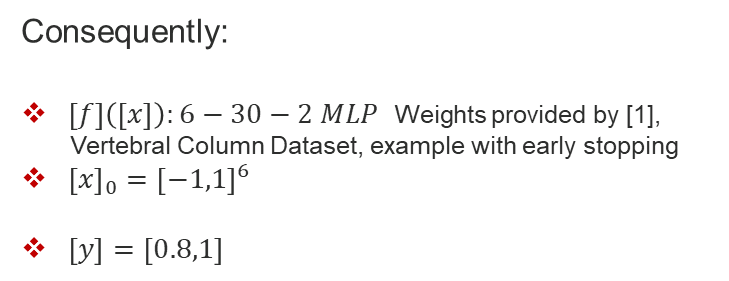 Consequently:
❖ [f]([x]): 6 − 30 − 2 MLP Weights provided by [1],
Vertebral Column Dataset, example with early stopping
❖ [x]₀ = [−1,1]⁶
❖ [y] = [0.8,1]